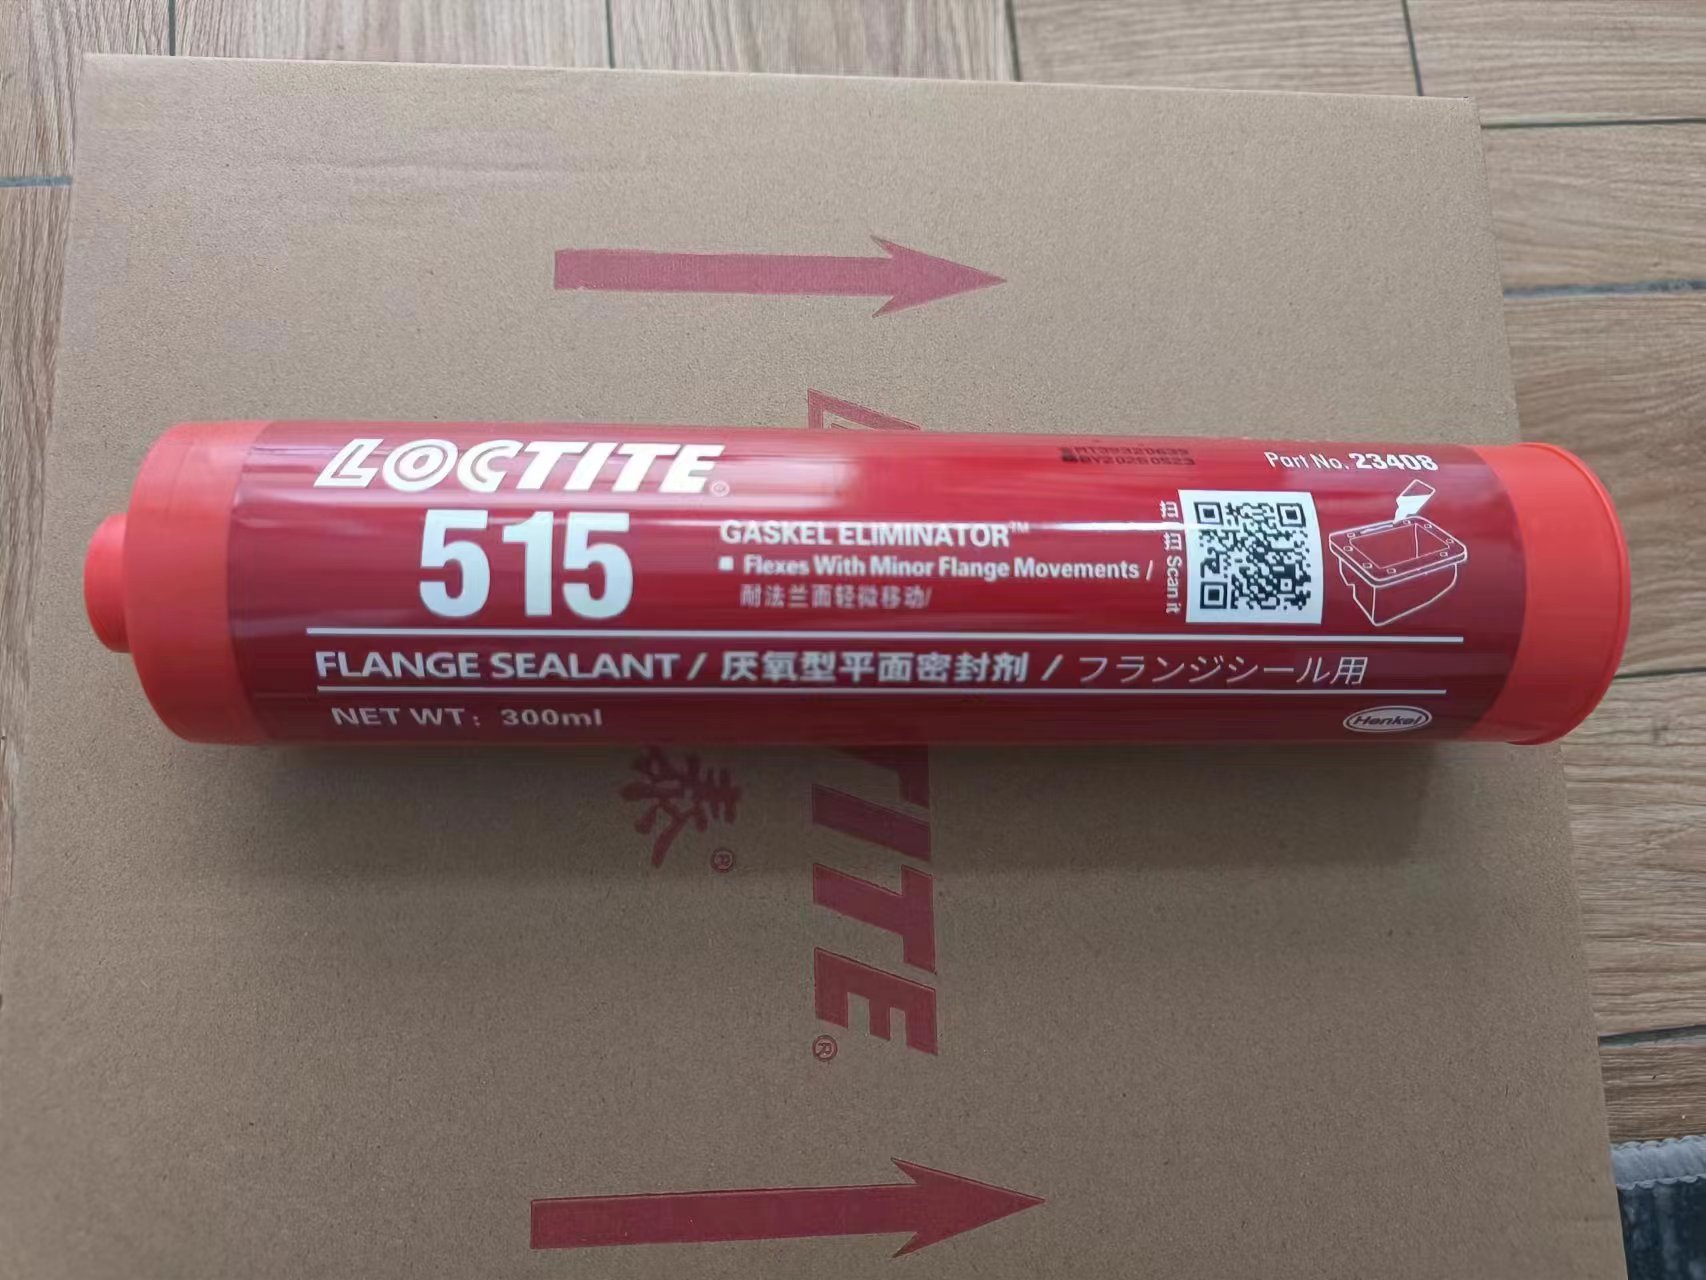 LOCTITE®
515
GASKEL ELIMINATOR™
■ Flexes With Minor Flange Movements /
耐法兰面轻微移动/
Part No. 23408
扫一扫 Scan it
FLANGE SEALANT / 厌氧型平面密封剂 / フランジシール用
NET WT: 300ml
Henkel
泰®
TITE®